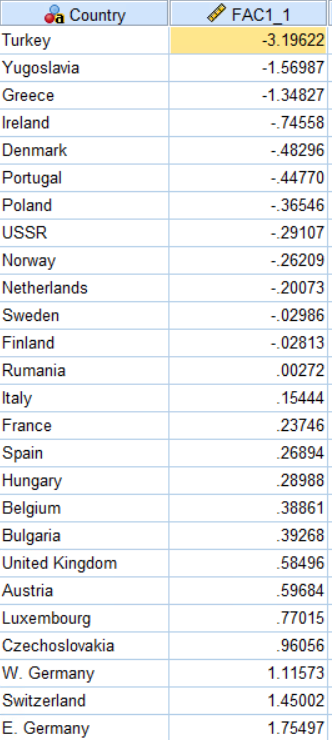 Country FAC1_1
Turkey -3.19622
Yugoslavia -1.56987
Greece -1.34827
Ireland -.74558
Denmark -.48296
Portugal -.44770
Poland -.36546
USSR -.29107
Norway -.26209
Netherlands -.20073
Sweden -.02986
Finland -.02813
Rumania .00272
Italy .15444
France .23746
Spain .26894
Hungary .28988
Belgium .38861
Bulgaria .39268
United Kingdom .58496
Austria .59684
Luxembourg .77015
Czechoslovakia .96056
W. Germany 1.11573
Switzerland 1.45002
E. Germany 1.75497